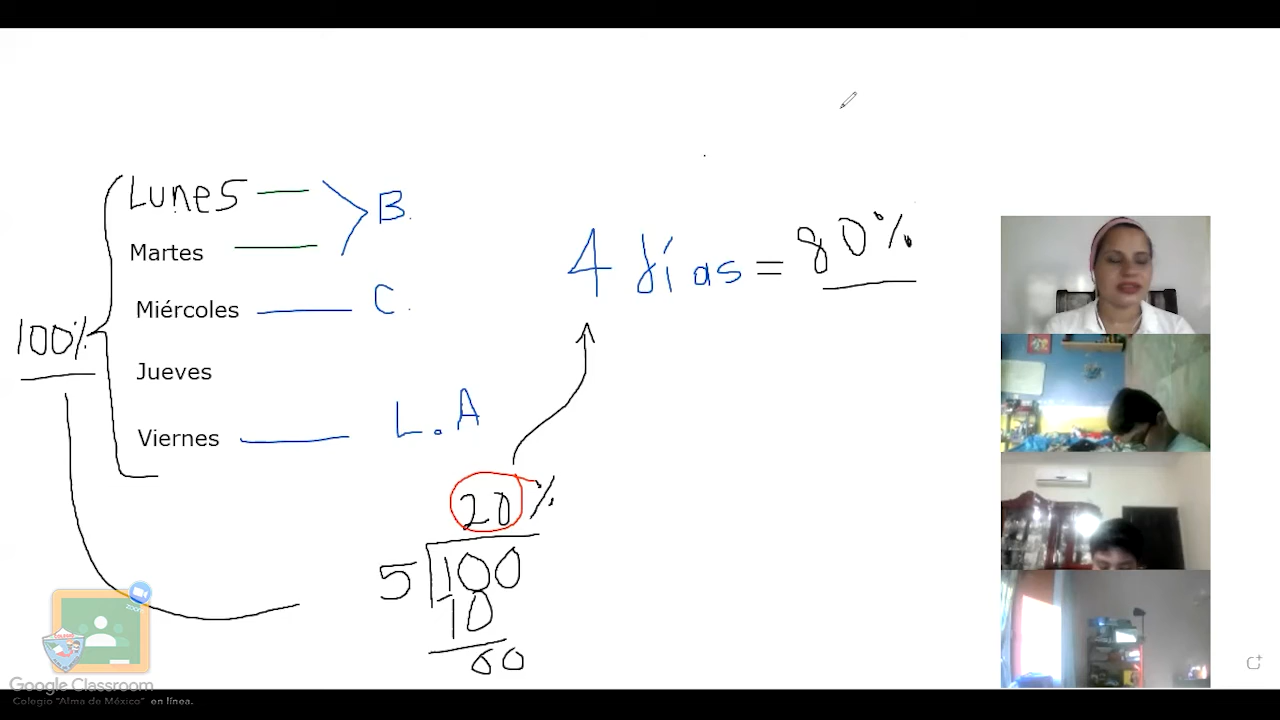 Lunes
B.
Martes
4 días = 80%
Miércoles
C.
100%
Jueves
L.A
Viernes
20%
5 100
10
00
zoom
Google Classroom
Colegio "Alma de México" en línea.